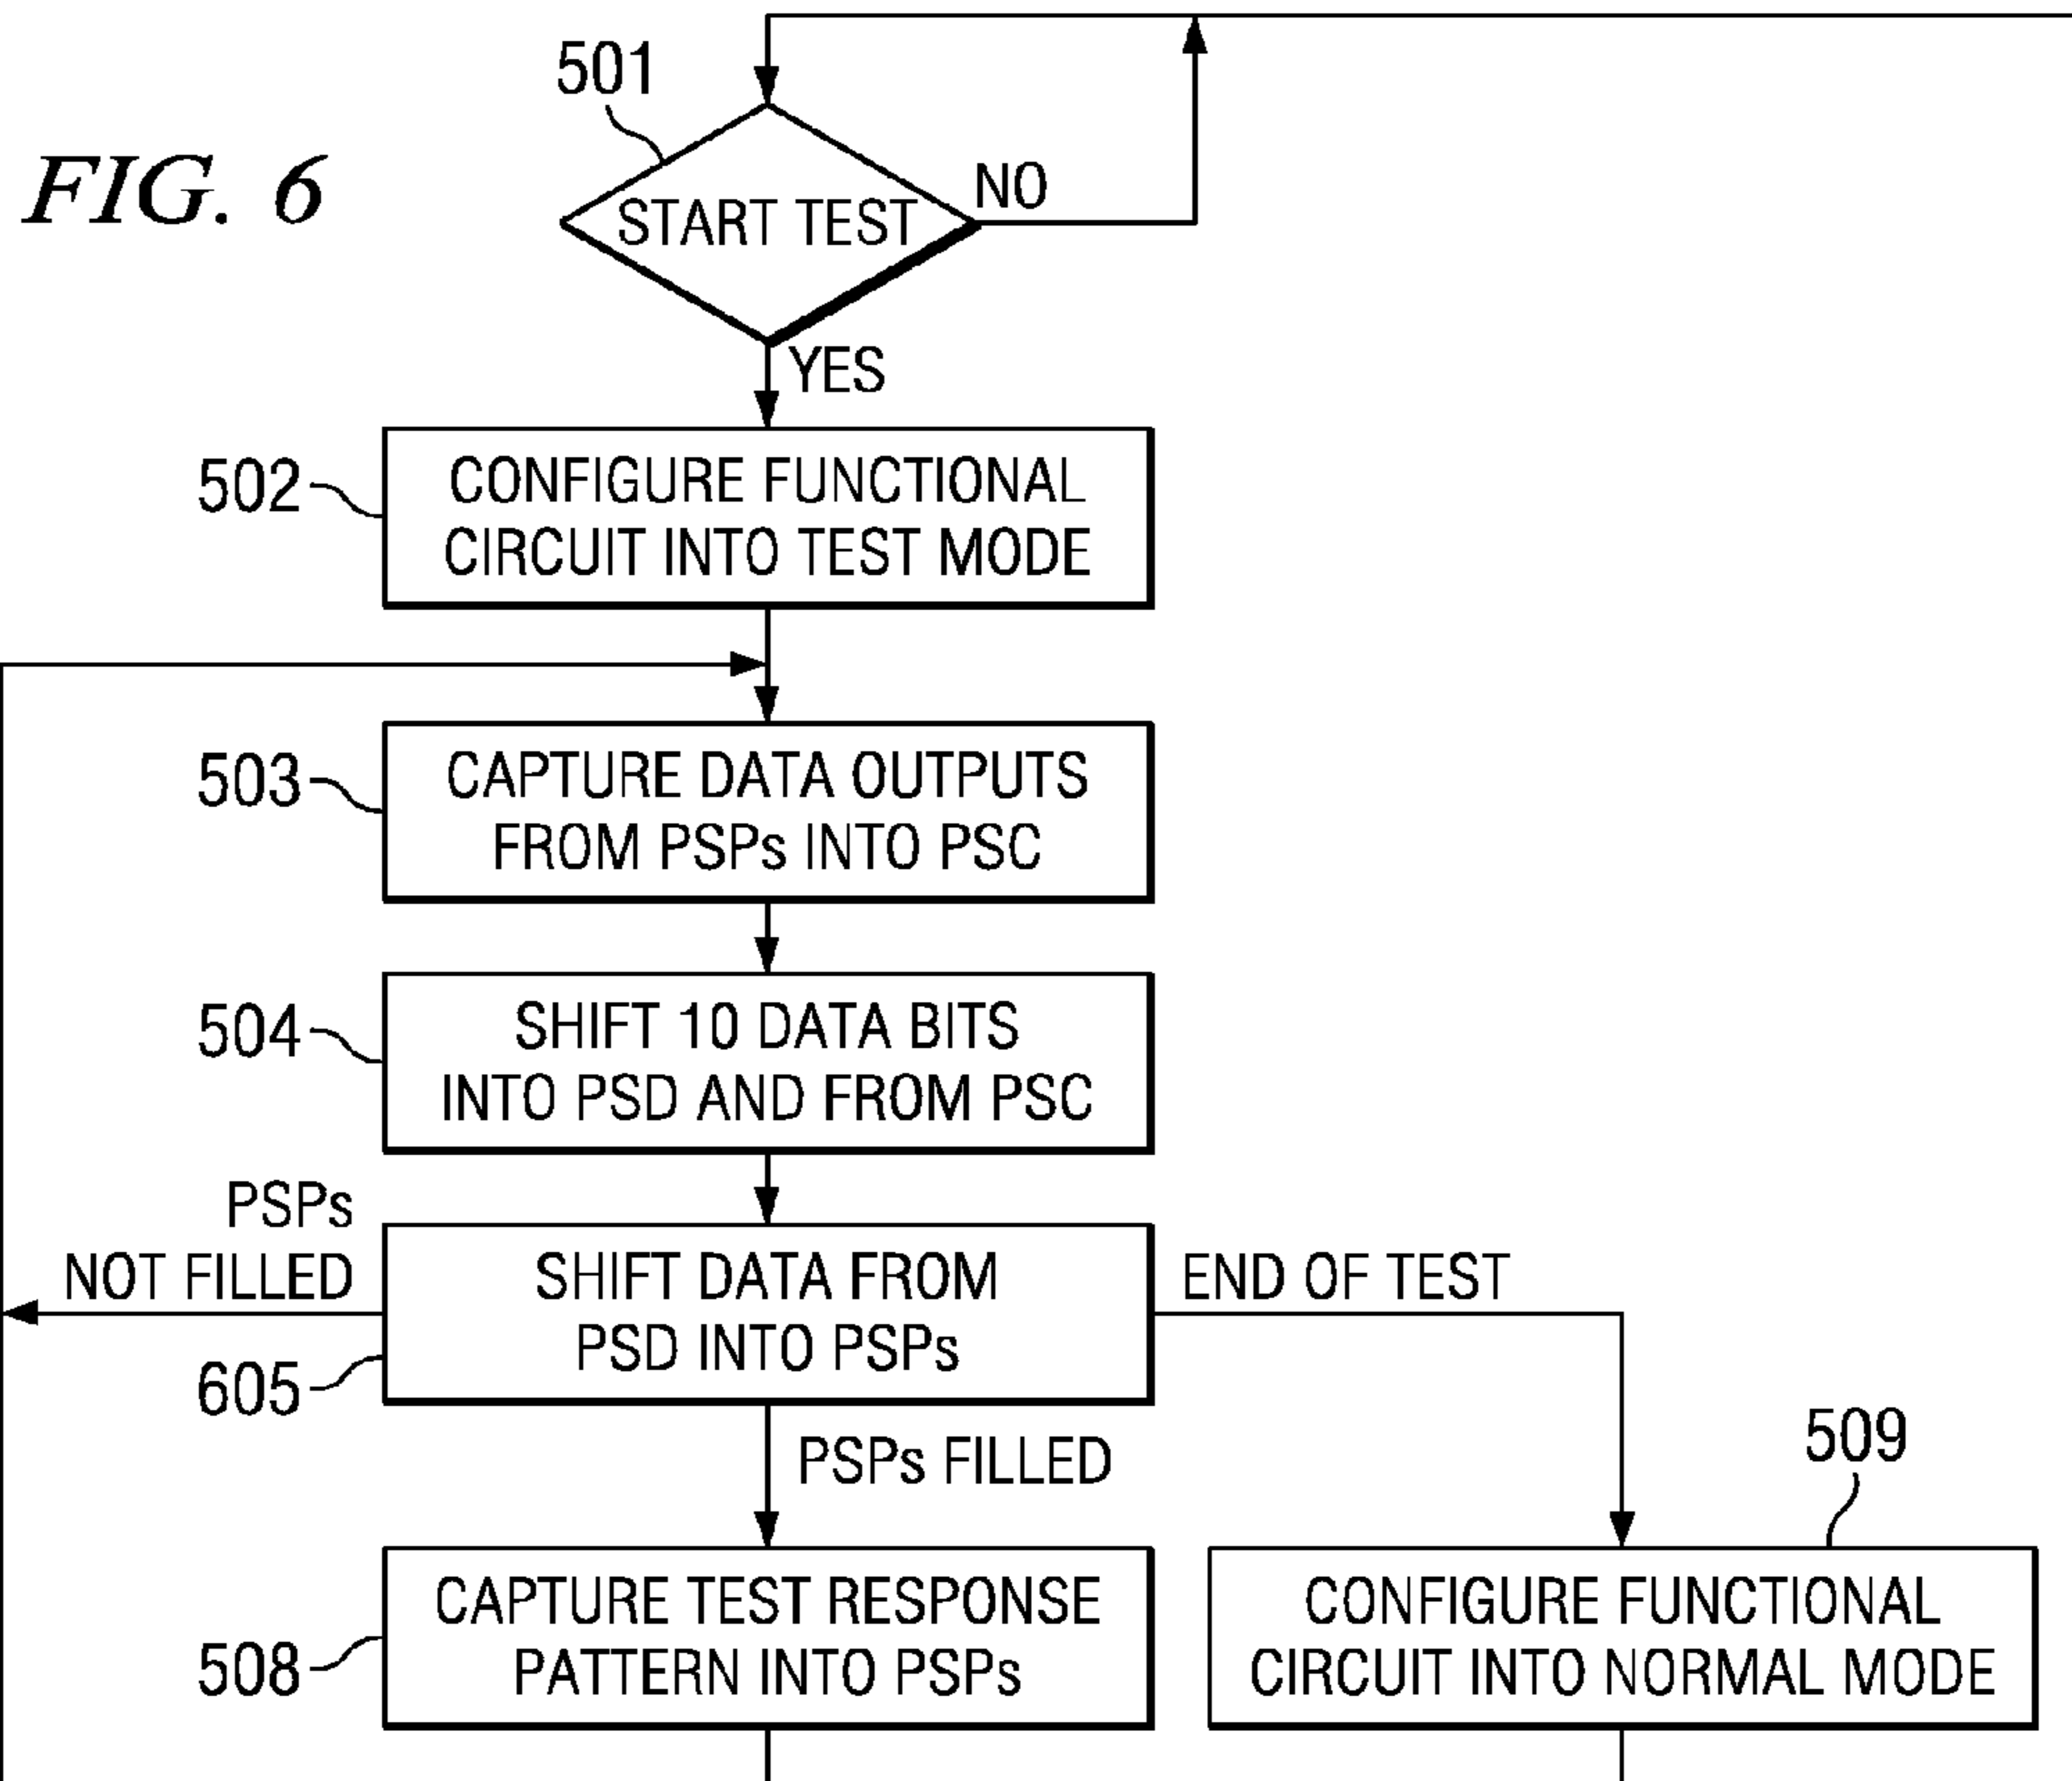 FIG. 6
501
START TEST
NO
YES
502
CONFIGURE FUNCTIONAL
CIRCUIT INTO TEST MODE
503
CAPTURE DATA OUTPUTS
FROM PSPs INTO PSC
504
SHIFT 10 DATA BITS
INTO PSD AND FROM PSC
PSPs
NOT FILLED
605
SHIFT DATA FROM
PSD INTO PSPs
END OF TEST
PSPs FILLED
508
CAPTURE TEST RESPONSE
PATTERN INTO PSPs
509
CONFIGURE FUNCTIONAL
CIRCUIT INTO NORMAL MODE